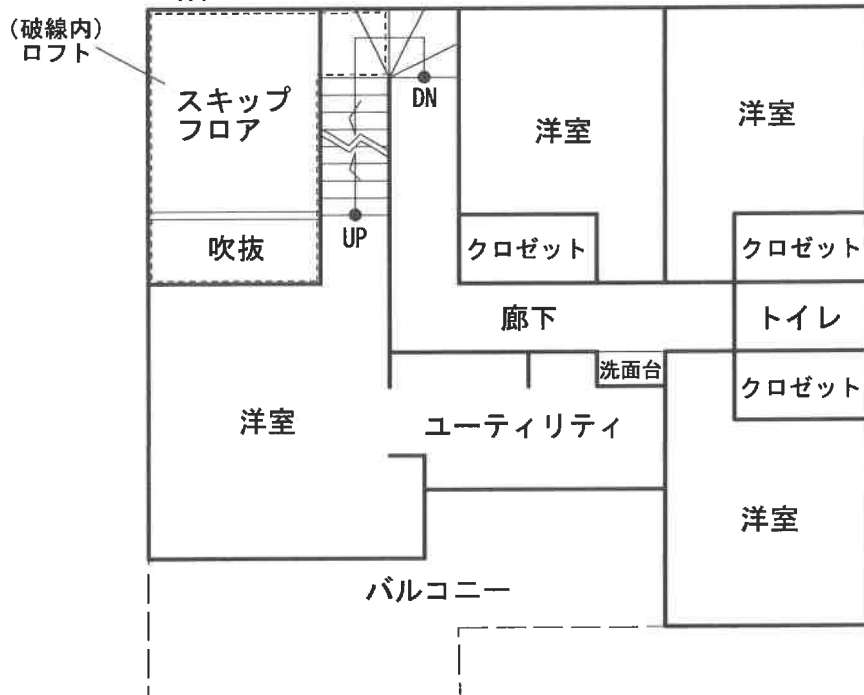 (破線内)
ロフト
スキップ
フロア
DN
洋室
洋室
UP
吹抜
クロゼット
クロゼット
廊下
トイレ
洗面台
クロゼット
洋室
ユーティリティ
洋室
バルコニー